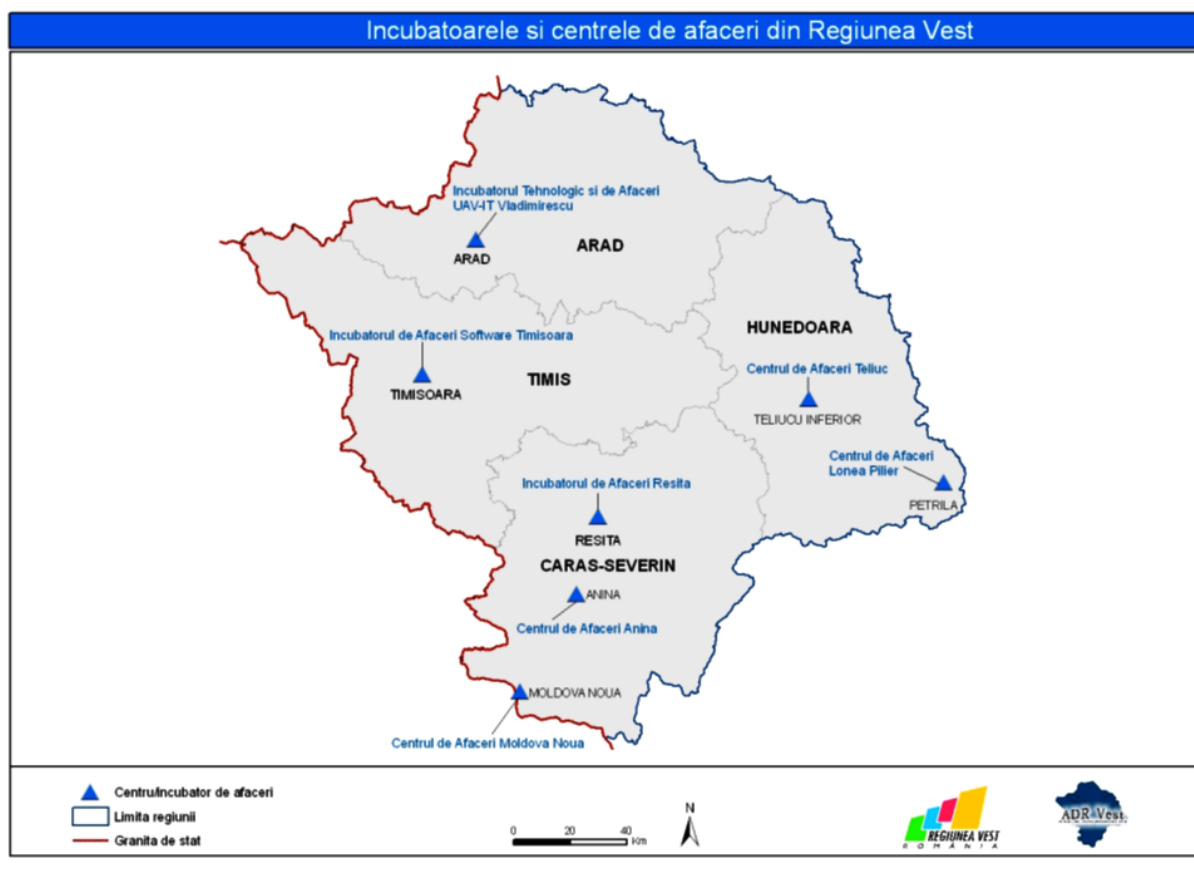 Incubatoarele si centrele de afaceri din Regiunea Vest
Incubatorul Tehnologic si de Afaceri
UAV-IT Vladimirescu
ARAD
ARAD
HUNEDOARA
Incubatorul de Afaceri Software Timisoara
TIMISOARA
TIMIS
Centrul de Afaceri Teliuc
TELIUCU INFERIOR
Centrul de Afaceri
Lonea Pilier
PETRILA
Incubatorul de Afaceri Resita
RESITA
CARAS-SEVERIN
ANINA
Centrul de Afaceri Anina
MOLDOVA NOUA
Centrul de Afaceri Moldova Noua
Centru/incubator de afaceri
Limita regiunii
Granita de stat
0 20 40
Km
N
REGIUNEA VEST
ROMÂNIA
ADR Vest